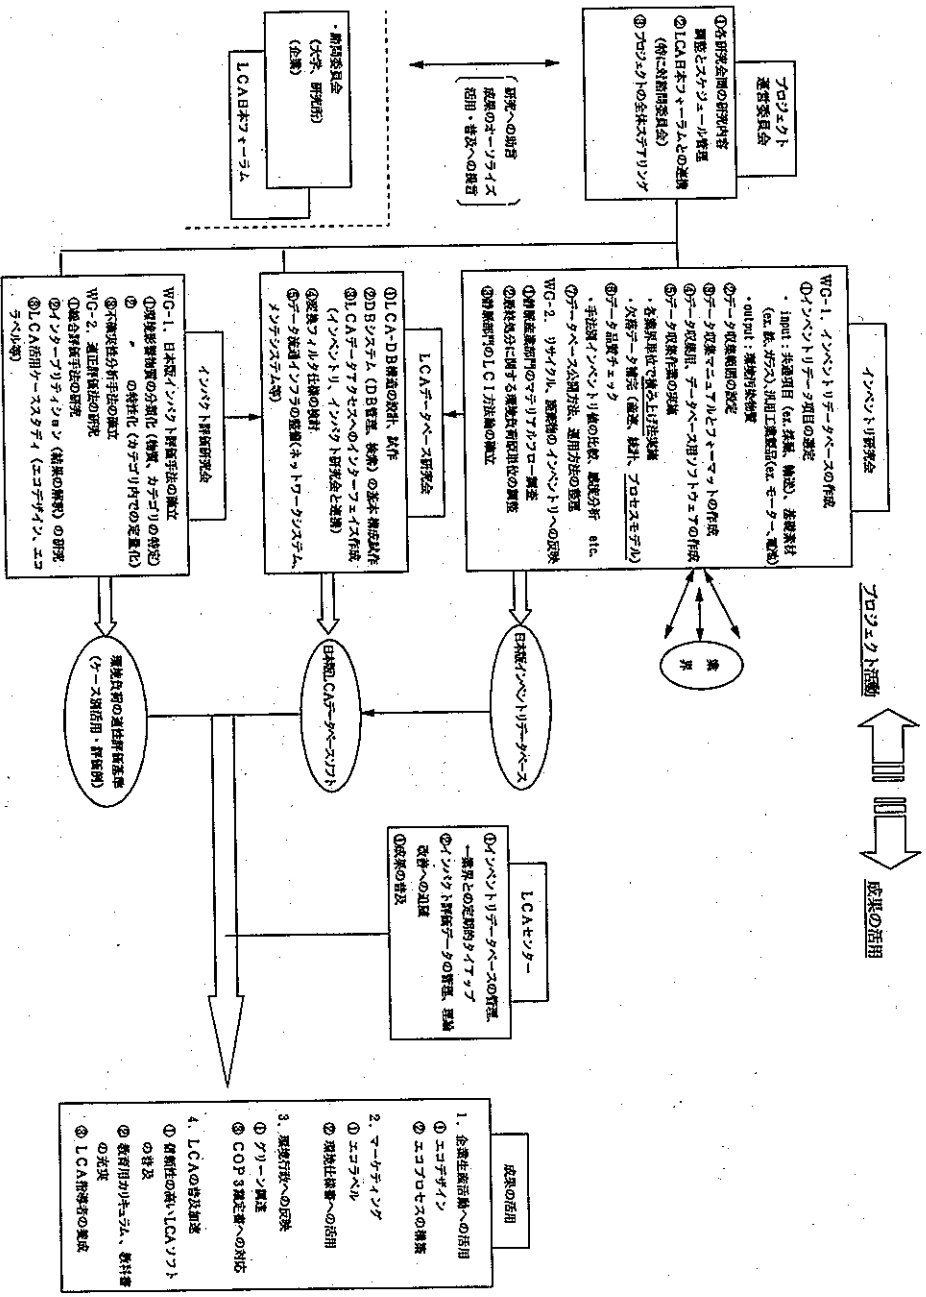 プロジェクト活動
成果の活用
プロジェクト
運営委員会
①各研究会間の研究内容
調整とスケジュール管理
②LCA日本フォーラムとの連携
(特に対諮問委員会)
③プロジェクトの全体ステアリング
研究への助言
成果のオーソライズ
活用・普及への提言
・諮問委員会
(大学、研究所)
(企業)
LCA日本フォーラム
インベントリ研究会
WG-1. インベントリデータベースの作成
①インベントリデータ項目の選定
・input:共通項目(ex.採掘、輸送)、基礎素材
(ex.鉄、ガラス)、汎用工業製品(ex.モーター、電池)
・output:環境汚染物質
②データ収集範囲の設定
③データ収集マニュアルとフォーマットの作成
④データ収集用、データベース用ソフトウェアの作成
⑤データ収集作業の実施
・各業界単位で積み上げ法実施
・欠落データ補完(産連、統計、プロセスモデル)
⑥データ品質チェック
・手法別インベントリ値の比較、感度分析 etc.
⑦データベース公開方法、運用方法の整理
WG-2. リサイクル、廃棄物のインベントリへの反映
①静脈産業部門のマテリアルフロー調査
②最終処分に関する環境負荷原単位の調整
③静脈部門のLCI方法論の確立
LCAデータベース研究会
①LCA-DB構造の設計、試作
②DBシステム(DB管理、検索)の基本構成試作
③LCAデータアクセスへのインターフェイス作成
(インベントリ、インパクト研究会と連携)
④変換フィルタ仕様の検討
⑤データ流通インフラの整備(ネットワークシステム、
メンテシステム等)
インパクト評価研究会
WG-1. 日本版インパクト評価手法の確立
①環境影響物質の分類化(物質、カテゴリの特定)
② 〃 の特性化(カテゴリ内での定量化)
③不確実性分析手法の確立
WG-2. 適正評価法の研究
①総合評価手法の研究
②インタープリティション(結果の解釈)の研究
③LCA活用ケーススタディ(エコデザイン、エコ
ラベル等)
業
界
日本版インベントリデータベース
日本版LCAデータベースソフト
環境負荷の適性評価基準
(ケース別活用・評価例)
LCAセンター
①インベントリデータベースの管理、
ー業界との定期的タイアップ
②インパクト評価データの管理、理論
改善への追随
①成果の普及
成果の活用
1. 企業生産活動への活用
① エコデザイン
② エコプロセスの構築
2. マーケティング
① エコラベル
② 環境仕様書への活用
3. 環境行政への反映
① グリーン調達
③ COP3議定書への対応
4. LCAの普及加速
① 信頼性の高いLCAソフト
の普及
② 教育用カリキュラム、教科書
の充実
③ LCA指導者の養成